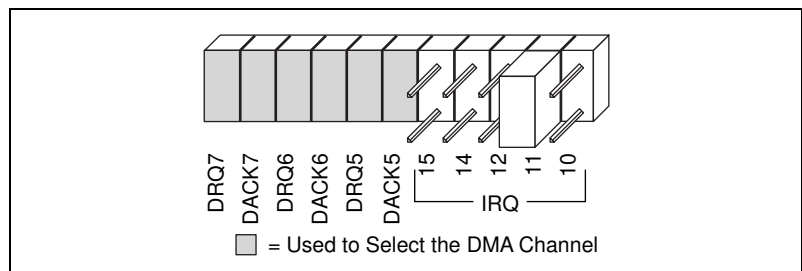 DRQ7
DACK7
DRQ6
DACK6
DRQ5
DACK5
15
14
12
11
10
IRQ
= Used to Select the DMA Channel